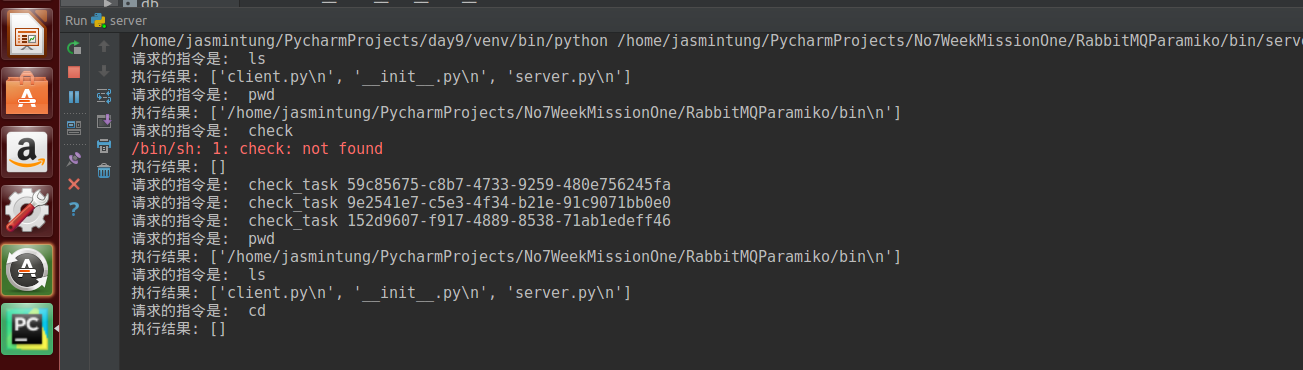 db
Run server
/home/jasmintung/PycharmProjects/day9/venv/bin/python /home/jasmintung/PycharmProjects/No7WeekMissionOne/RabbitMQParamiko/bin/serv
请求的指令是: ls
执行结果: ['client.py\n', '__init__.py\n', 'server.py\n']
请求的指令是: pwd
执行结果: ['/home/jasmintung/PycharmProjects/No7WeekMissionOne/RabbitMQParamiko/bin\n']
请求的指令是: check
/bin/sh: 1: check: not found
执行结果: []
请求的指令是: check_task 59c85675-c8b7-4733-9259-480e756245fa
请求的指令是: check_task 9e2541e7-c5e3-4f34-b21e-91c9071bb0e0
请求的指令是: check_task 152d9607-f917-4889-8538-71ab1edeff46
请求的指令是: pwd
执行结果: ['/home/jasmintung/PycharmProjects/No7WeekMissionOne/RabbitMQParamiko/bin\n']
请求的指令是: ls
执行结果: ['client.py\n', '__init__.py\n', 'server.py\n']
请求的指令是: cd
执行结果: []
PC